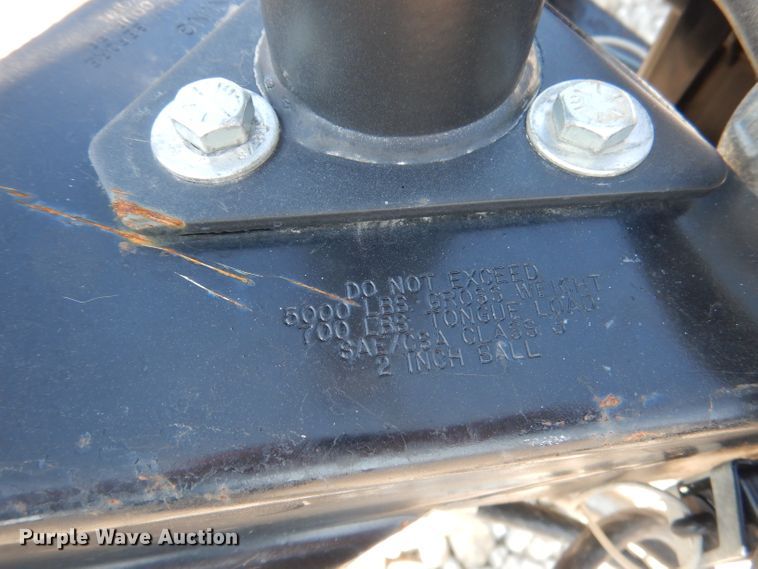 DO NOT EXCEED
5000 LBS GROSS WEIGHT
700 LBS. TONGUE LOAD
SAE/CSA CLASS 3
2 INCH BALL
Purple Wave Auction